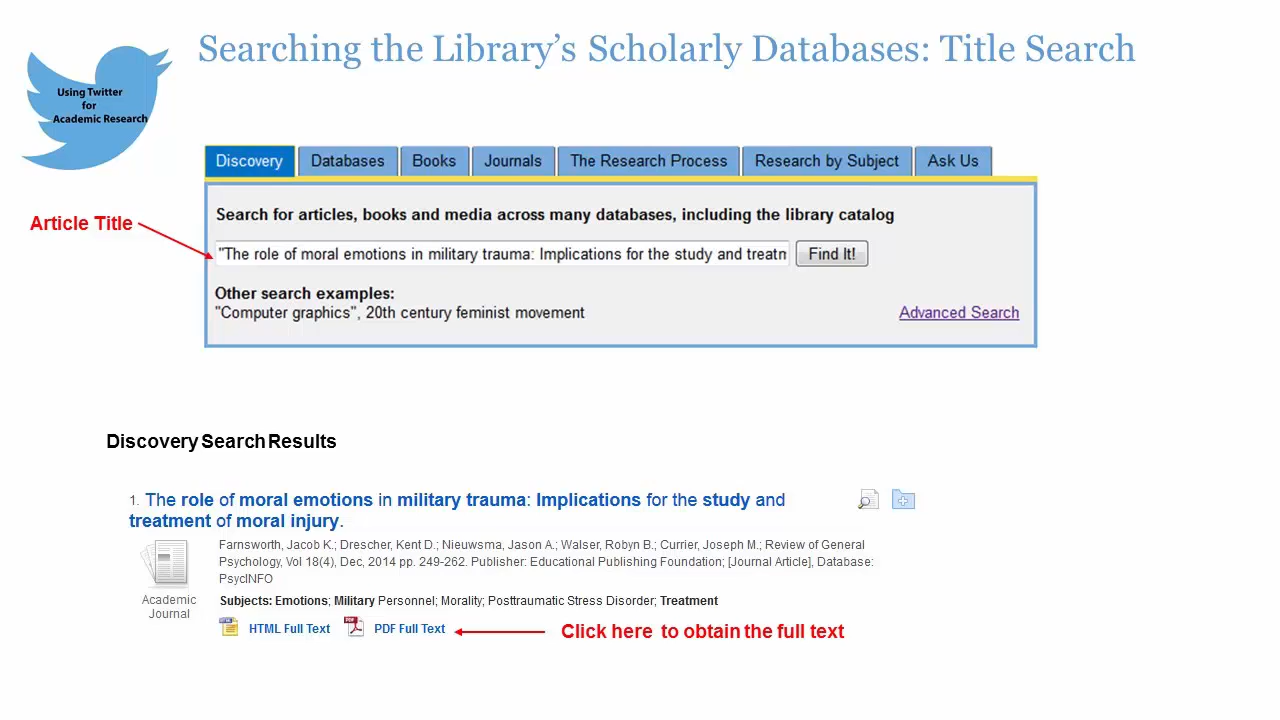 Searching the Library’s Scholarly Databases: Title Search
Using Twitter
for
Academic Research
Discovery Databases Books Journals The Research Process Research by Subject Ask Us
Search for articles, books and media across many databases, including the library catalog
Article Title
"The role of moral emotions in military trauma: Implications for the study and treatn Find It!
Other search examples:
"Computer graphics", 20th century feminist movement Advanced Search
Discovery Search Results
1. The role of moral emotions in military trauma: Implications for the study and
treatment of moral injury.
Farnsworth, Jacob K.; Drescher, Kent D.; Nieuwsma, Jason A.; Walser, Robyn B.; Currier, Joseph M.; Review of General
Psychology, Vol 18(4), Dec, 2014 pp. 249-262. Publisher: Educational Publishing Foundation; [Journal Article], Database:
PsycINFO
Academic
Journal
Subjects: Emotions; Military Personnel; Morality; Posttraumatic Stress Disorder; Treatment
HTML Full Text PDF Full Text Click here to obtain the full text